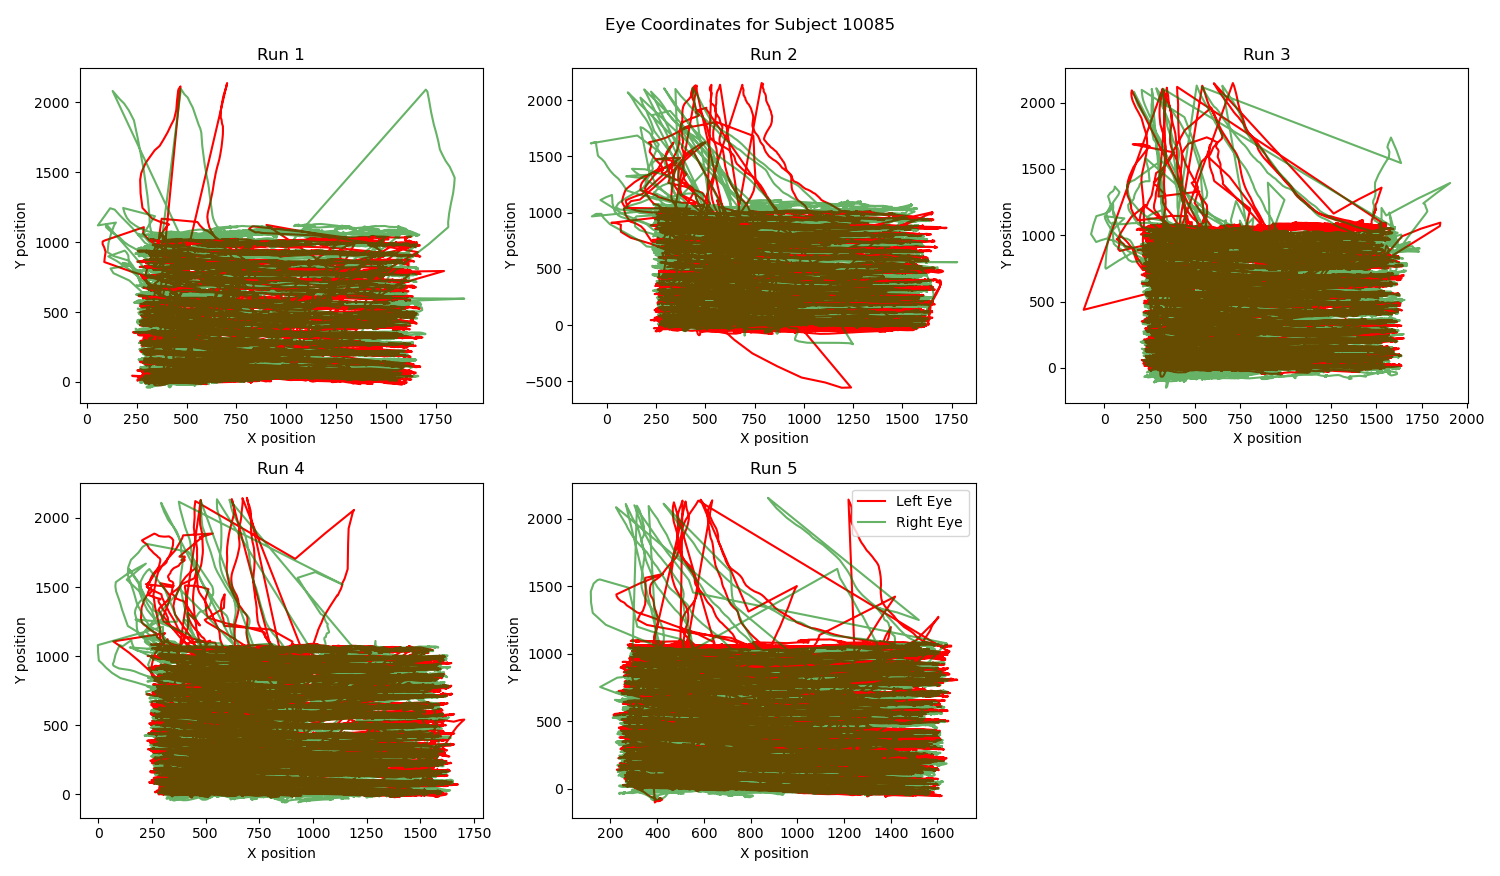 Eye Coordinates for Subject 10085
Run 1
Y position
2000
1500
1000
500
0
0 250 500 750 1000 1250 1500 1750
X position
Run 2
Y position
2000
1500
1000
500
0
−500
0 250 500 750 1000 1250 1500 1750
X position
Run 3
Y position
2000
1500
1000
500
0
0 250 500 750 1000 1250 1500 1750 2000
X position
Run 4
Y position
2000
1500
1000
500
0
0 250 500 750 1000 1250 1500 1750
X position
Run 5
Left Eye
Right Eye
Y position
2000
1500
1000
500
0
200 400 600 800 1000 1200 1400 1600
X position